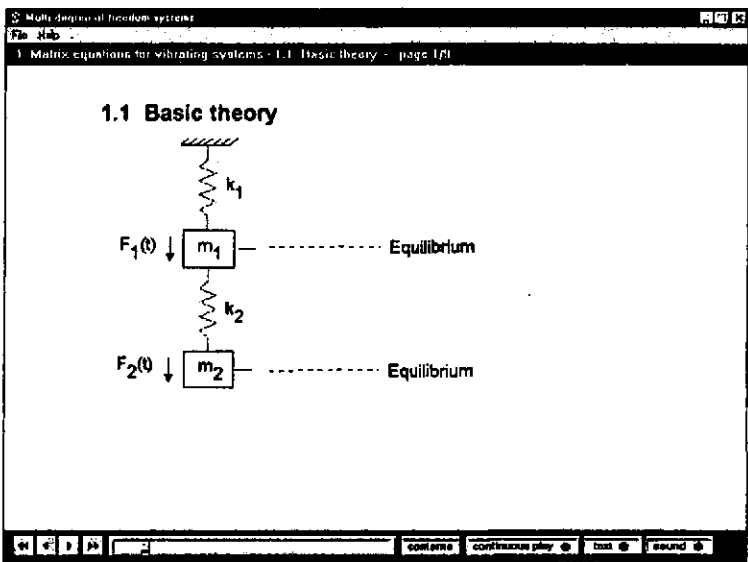 Multi degree of freedom systems
File Help
1 Matrix equations for vibrating systems - 1.1 Basic theory - page 1/9
1.1 Basic theory
k1
F1(t) m1 Equilibrium
k2
F2(t) m2 Equilibrium
contents continuous play text sound